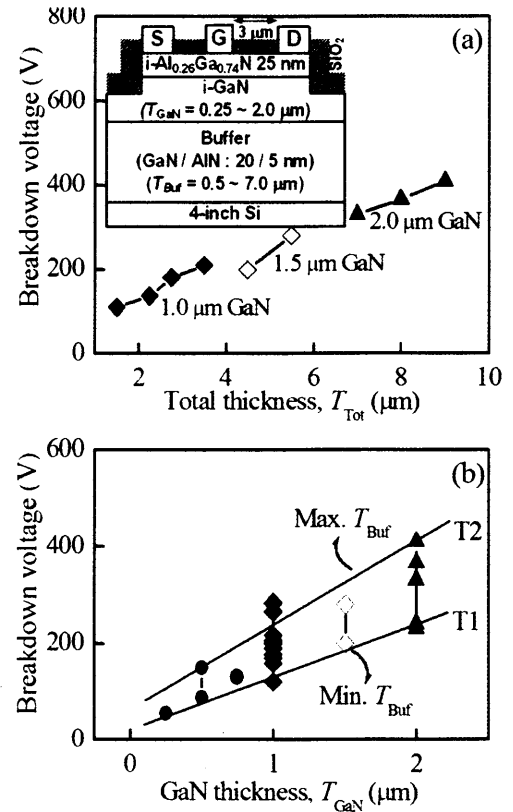 800
600
400
200
0
Breakdown voltage (V)
(a)
S
G
3 μm
D
SiO2
i-Al0.26Ga0.74N 25 nm
i-GaN
(TGaN = 0.25 ~ 2.0 μm)
Buffer
(GaN / AlN : 20 / 5 nm)
(TBuf = 0.5 ~ 7.0 μm)
4-inch Si
1.0 μm GaN
1.5 μm GaN
2.0 μm GaN
2 4 6 8 10
Total thickness, TTot (μm)
600
400
200
0
Breakdown voltage (V)
(b)
Max. TBuf
T2
T1
Min. TBuf
0 1 2
GaN thickness, TGaN (μm)